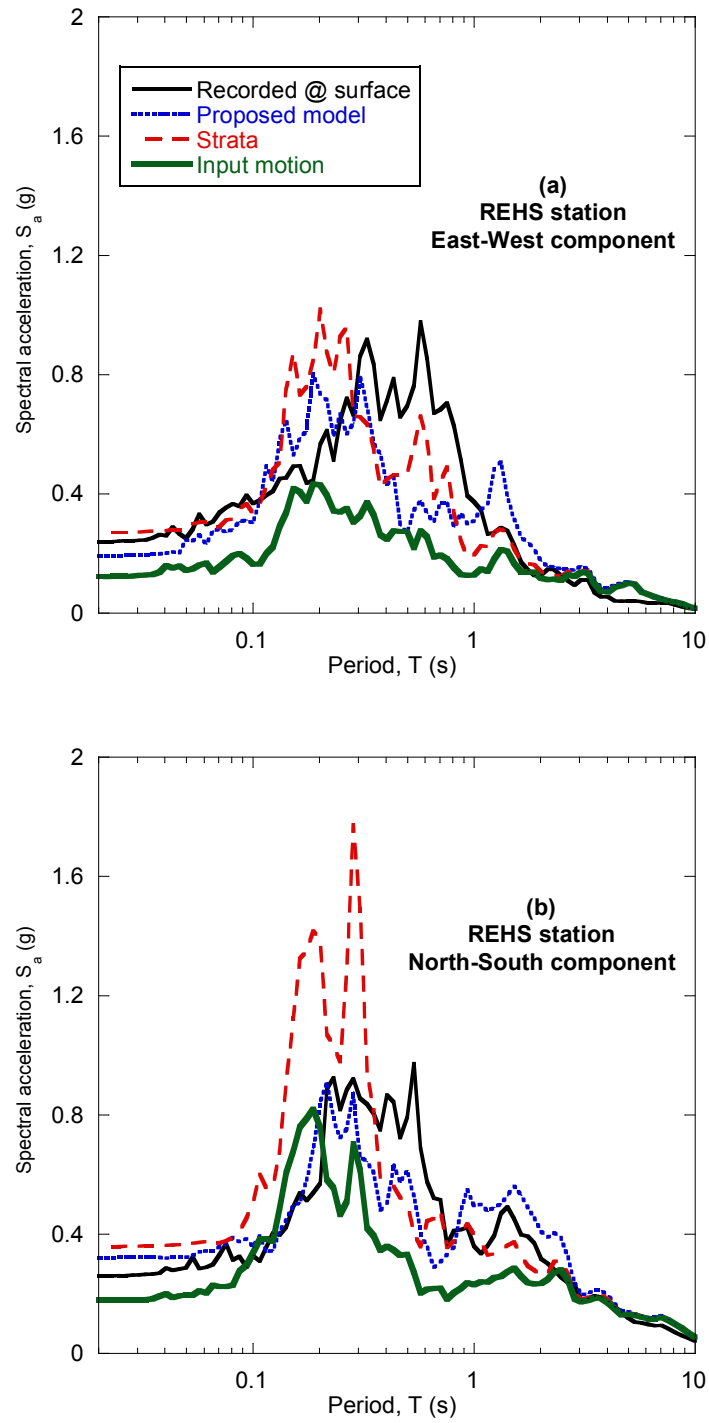 2
1.6
1.2
0.8
0.4
0
Spectral acceleration, S a (g)
Recorded @ surface
Proposed model
Strata
Input motion
(a)
REHS station
East-West component
0.1 1 10
Period, T (s)
2
1.6
1.2
0.8
0.4
0
Spectral acceleration, S a (g)
(b)
REHS station
North-South component
0.1 1 10
Period, T (s)